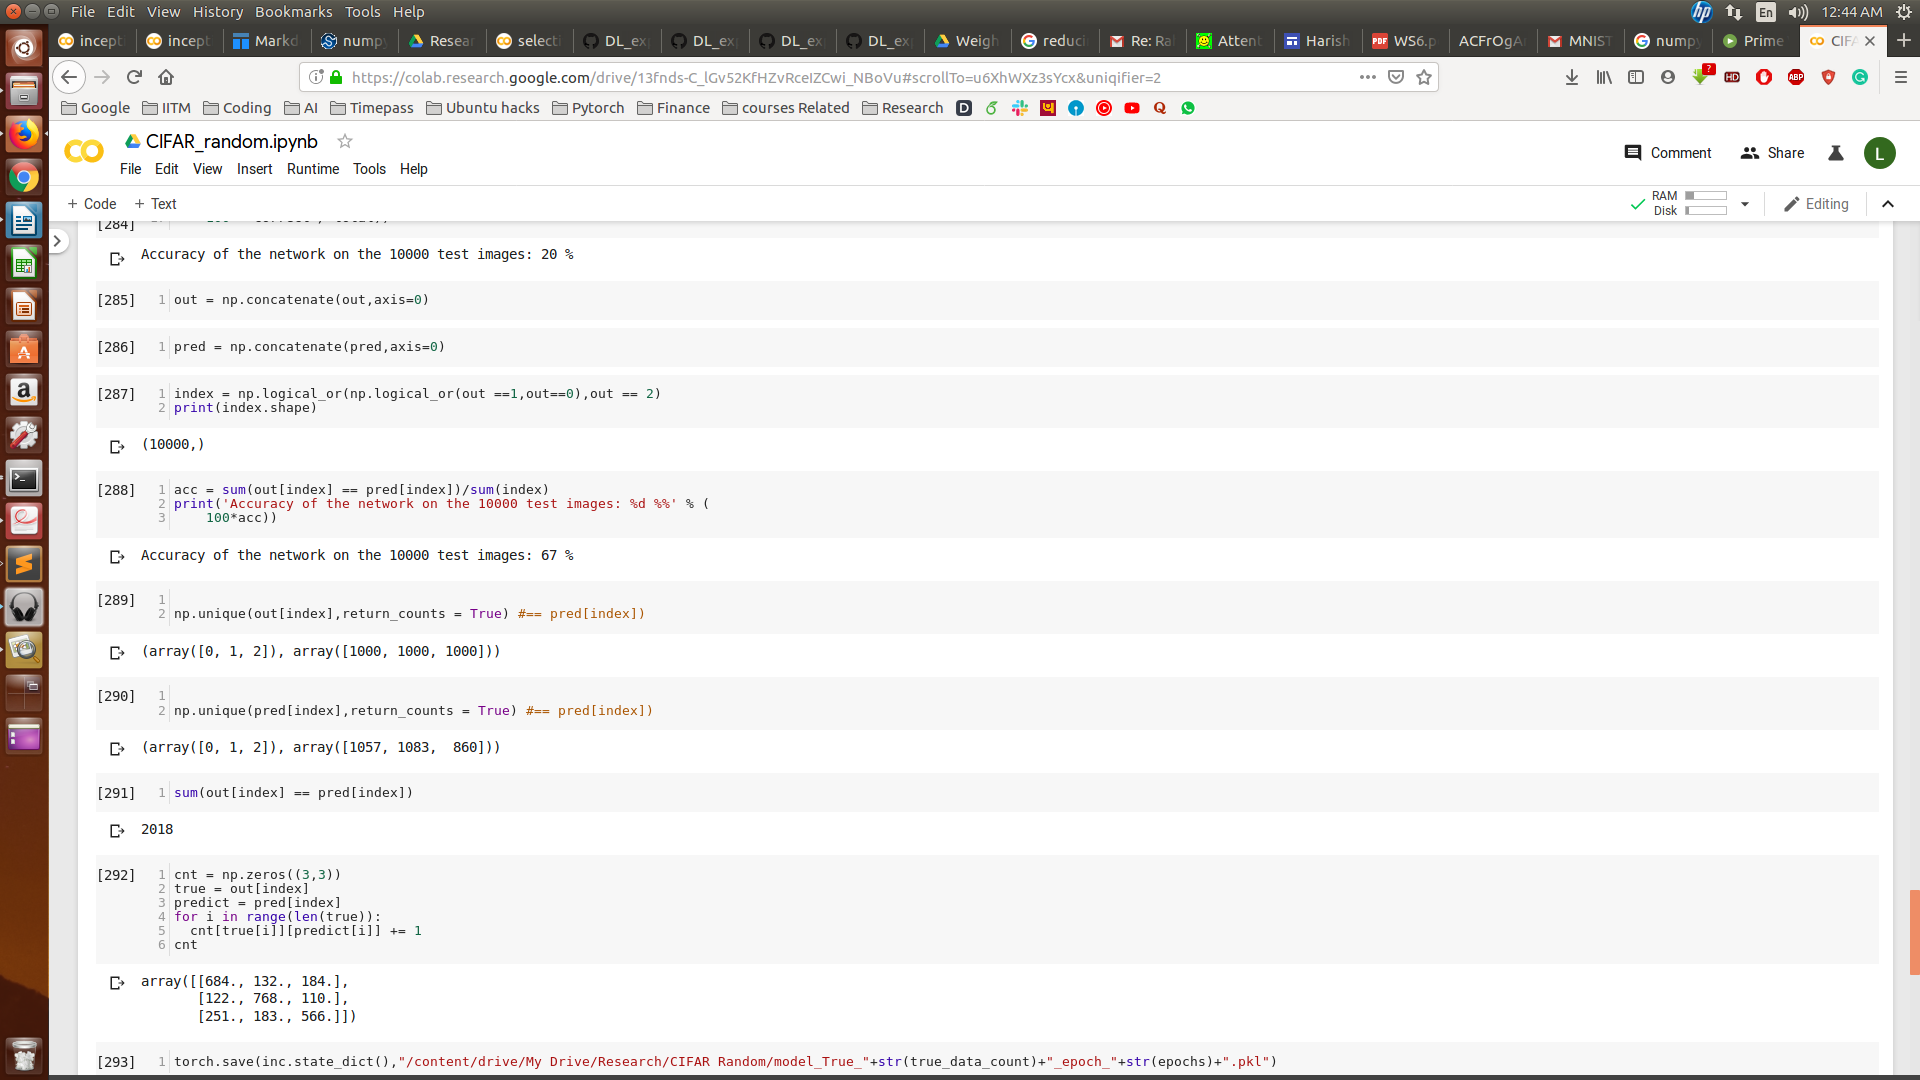 File Edit View History Bookmarks Tools Help
En 12:44 AM
incept incept Markd nump Resear select DL_ex DL_ex DL_ex DL_ex Weigh reduci Re: Ra Attent Harish WS6.p ACFrOgA MNIST nump Prime CIFA
https://colab.research.google.com/drive/13fnds-C_lGv52KfHZvRceIZCwi_NBoVu#scrollTo=u6XhWXz3sYcx&uniqifier=2
Google IITM Coding AI Timepass Ubuntu hacks Pytorch Finance courses Related Research
CIFAR_random.ipynb
File Edit View Insert Runtime Tools Help
Comment Share L
+ Code + Text
RAM
Disk
Editing
[284]
Accuracy of the network on the 10000 test images: 20 %
[285] 1 out = np.concatenate(out,axis=0)
[286] 1 pred = np.concatenate(pred,axis=0)
[287] 1 index = np.logical_or(np.logical_or(out ==1,out==0),out == 2)
2 print(index.shape)
(10000,)
[288] 1 acc = sum(out[index] == pred[index])/sum(index)
2 print('Accuracy of the network on the 10000 test images: %d %%' % (
3 100*acc))
Accuracy of the network on the 10000 test images: 67 %
[289] 1
2 np.unique(out[index],return_counts = True) #== pred[index])
(array([0, 1, 2]), array([1000, 1000, 1000]))
[290] 1
2 np.unique(pred[index],return_counts = True) #== pred[index])
(array([0, 1, 2]), array([1057, 1083,  860]))
[291] 1 sum(out[index] == pred[index])
2018
[292] 1 cnt = np.zeros((3,3))
2 true = out[index]
3 predict = pred[index]
4 for i in range(len(true)):
5 cnt[true[i]][predict[i]] += 1
6 cnt
array([[684., 132., 184.],
[122., 768., 110.],
[251., 183., 566.]])
[293] 1 torch.save(inc.state_dict(),"/content/drive/My Drive/Research/CIFAR Random/model_True_"+str(true_data_count)+"_epoch_"+str(epochs)+".pkl")